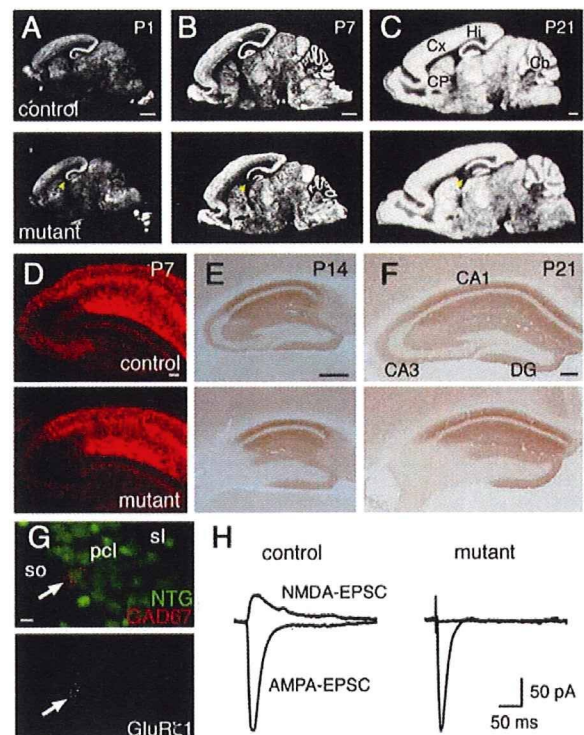 A P1
B P7
C P21
Hi
Cx
CP
Cb
control
mutant
D P7
E P14
F P21
CA1
control
CA3
DG
mutant
G
sl
pcl
so
NTG
GAD67
GluRζ1
H
control
mutant
NMDA-EPSC
AMPA-EPSC
50 pA
50 ms